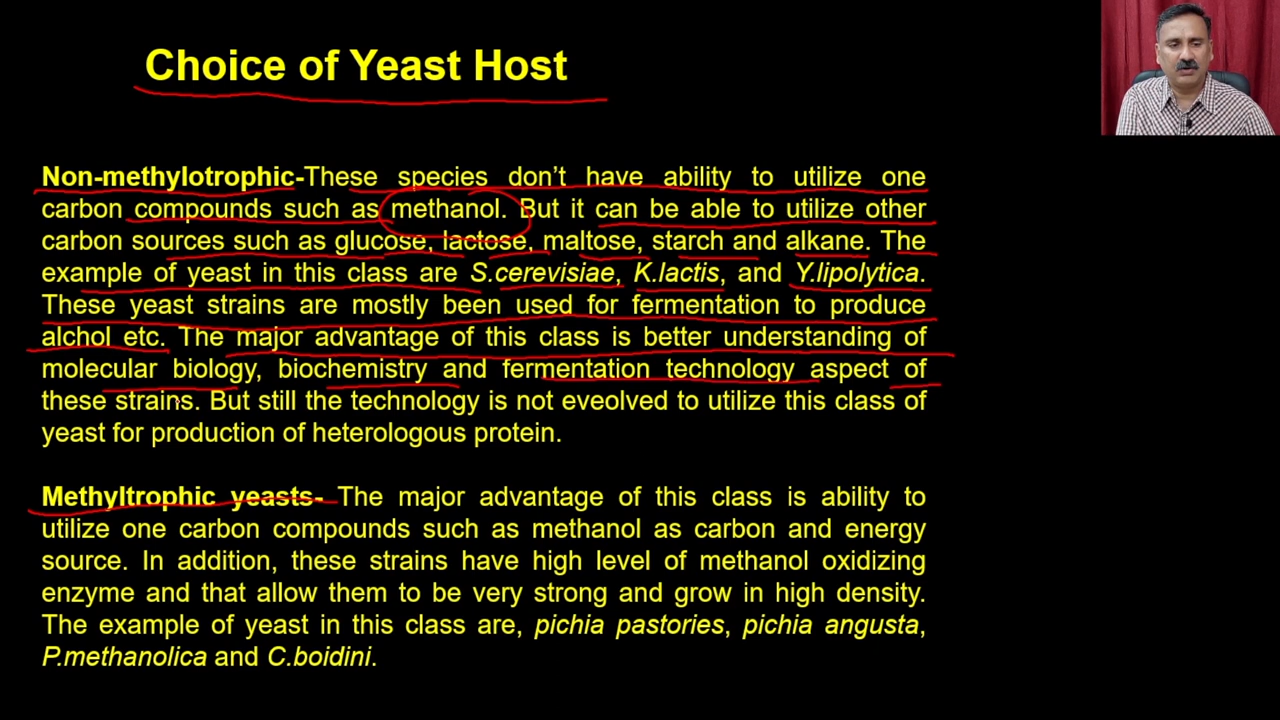 Choice of Yeast Host
Non-methylotrophic-These species don't have ability to utilize one
carbon compounds such as methanol. But it can be able to utilize other
carbon sources such as glucose, lactose, maltose, starch and alkane. The
example of yeast in this class are S.cerevisiae, K.lactis, and Y.lipolytica.
These yeast strains are mostly been used for fermentation to produce
alchol etc. The major advantage of this class is better understanding of
molecular biology, biochemistry and fermentation technology aspect of
these strains. But still the technology is not eveolved to utilize this class of
yeast for production of heterologous protein.
Methyltrophic yeasts- The major advantage of this class is ability to
utilize one carbon compounds such as methanol as carbon and energy
source. In addition, these strains have high level of methanol oxidizing
enzyme and that allow them to be very strong and grow in high density.
The example of yeast in this class are, pichia pastories, pichia angusta,
P.methanolica and C.boidini.